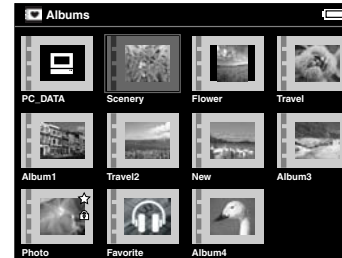 Albums
PC_DATA Scenery Flower Travel
Album1 Travel2 New Album3
Photo Favorite Album4